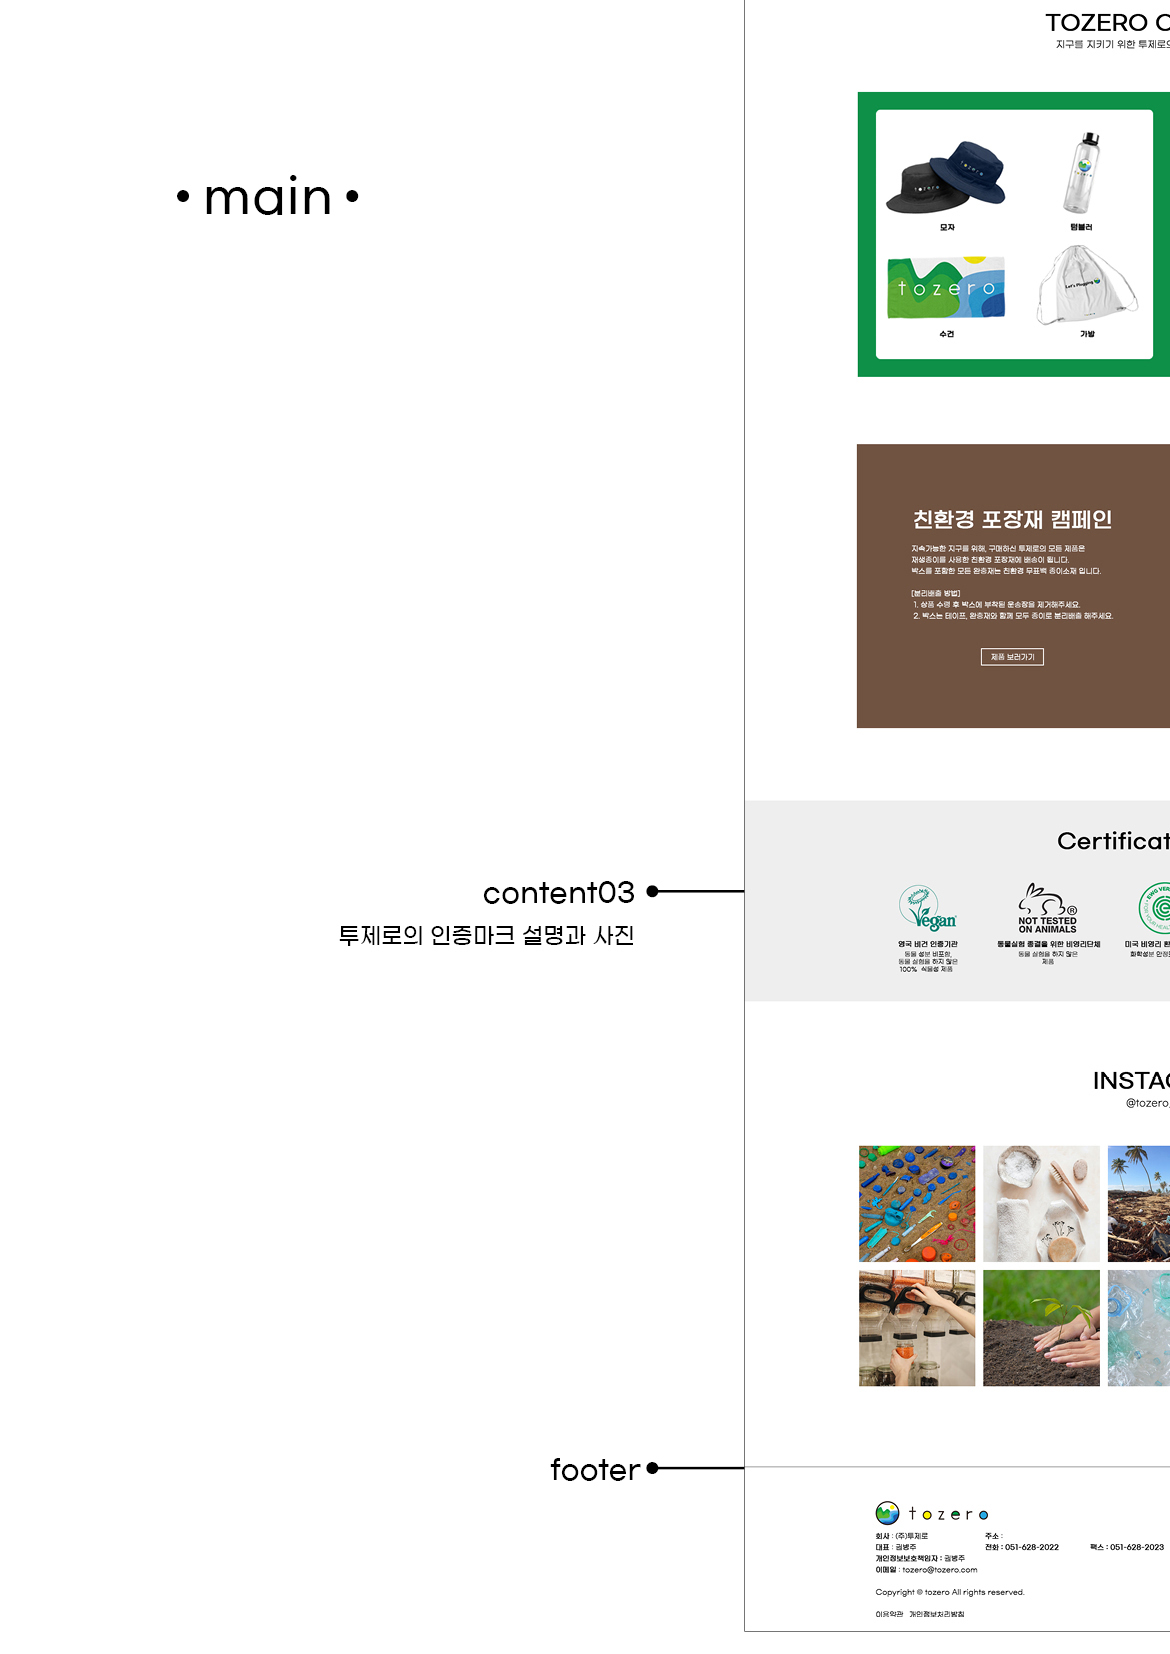 • main •
content03
투제로의 인증마크 설명과 사진
footer
TOZERO C
지구를 지키기 위한 투제로의
tozero
tozero
tozero
모자
텀블러
tozero
Let's Plogging
수건
가방
친환경 포장재 캠페인
지속가능한 지구를 위해, 구매하신 투제로의 모든 제품은
재생종이를 사용한 친환경 포장재에 배송이 됩니다.
박스를 포함한 모든 완충재는 친환경 무표백 종이소재 입니다.
[분리배출 방법]
1. 상품 수령 후 박스에 부착된 운송장을 제거해주세요.
2. 박스는 테이프, 완충재와 함께 모두 종이로 분리배출 해주세요.
제품 보러가기
Certificat
Vegan
NOT TESTED
ON ANIMALS
®
EWG VER
FOR YOUR HEALT
영국 비건 인증기관
동물 성분 비포함,
동물 실험을 하지 않은
100% 식물성 제품
동물실험 종결을 위한 비영리단체
동물 실험을 하지 않은
제품
미국 비영리 환
화학성분 안정
INSTAG
@tozero_
tozero
회사 : (주)투제로
주소 :
대표 : 권병주
전화 : 051-628-2022
팩스 : 051-628-2023
개인정보보호책임자 : 권병주
이메일 : tozero@tozero.com
Copyright © tozero All rights reserved.
이용약관 개인정보처리방침